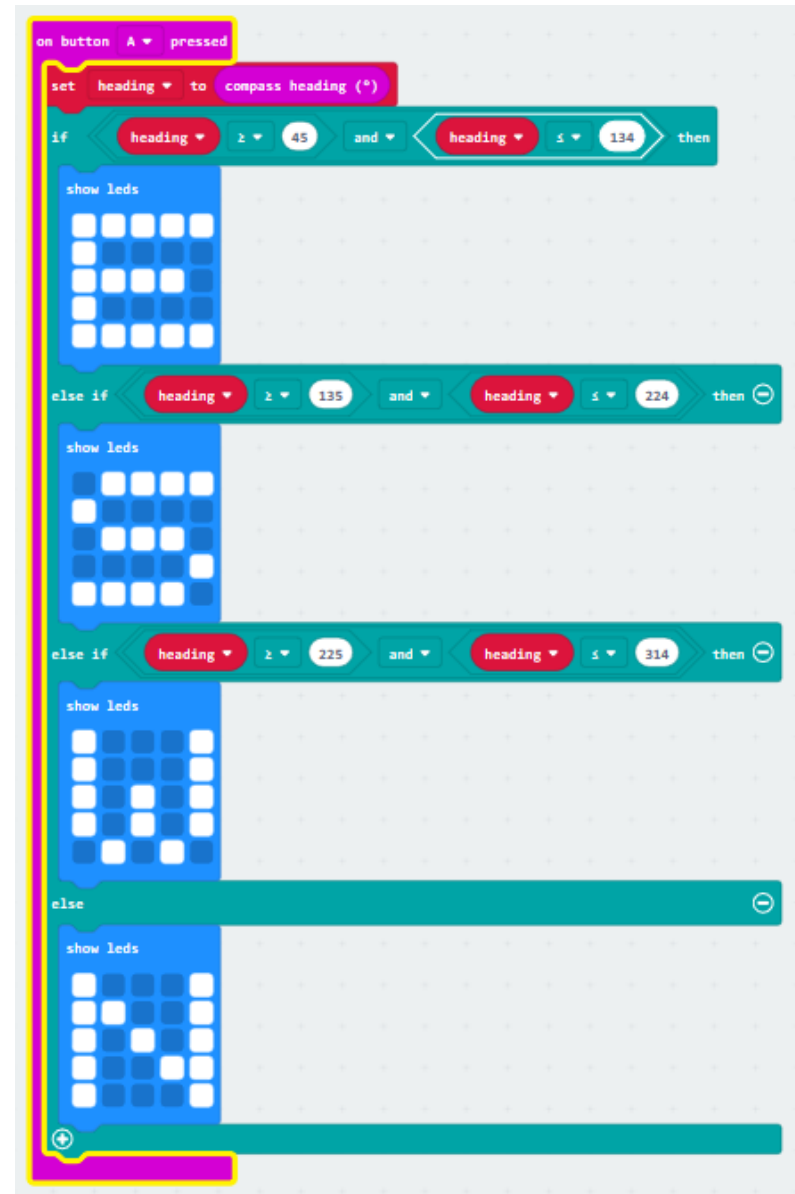 on button A pressed
set heading to compass heading (°)
if heading ≥ 45 and heading ≤ 134 then
show leds
else if heading ≥ 135 and heading ≤ 224 then
show leds
else if heading ≥ 225 and heading ≤ 314 then
show leds
else
show leds